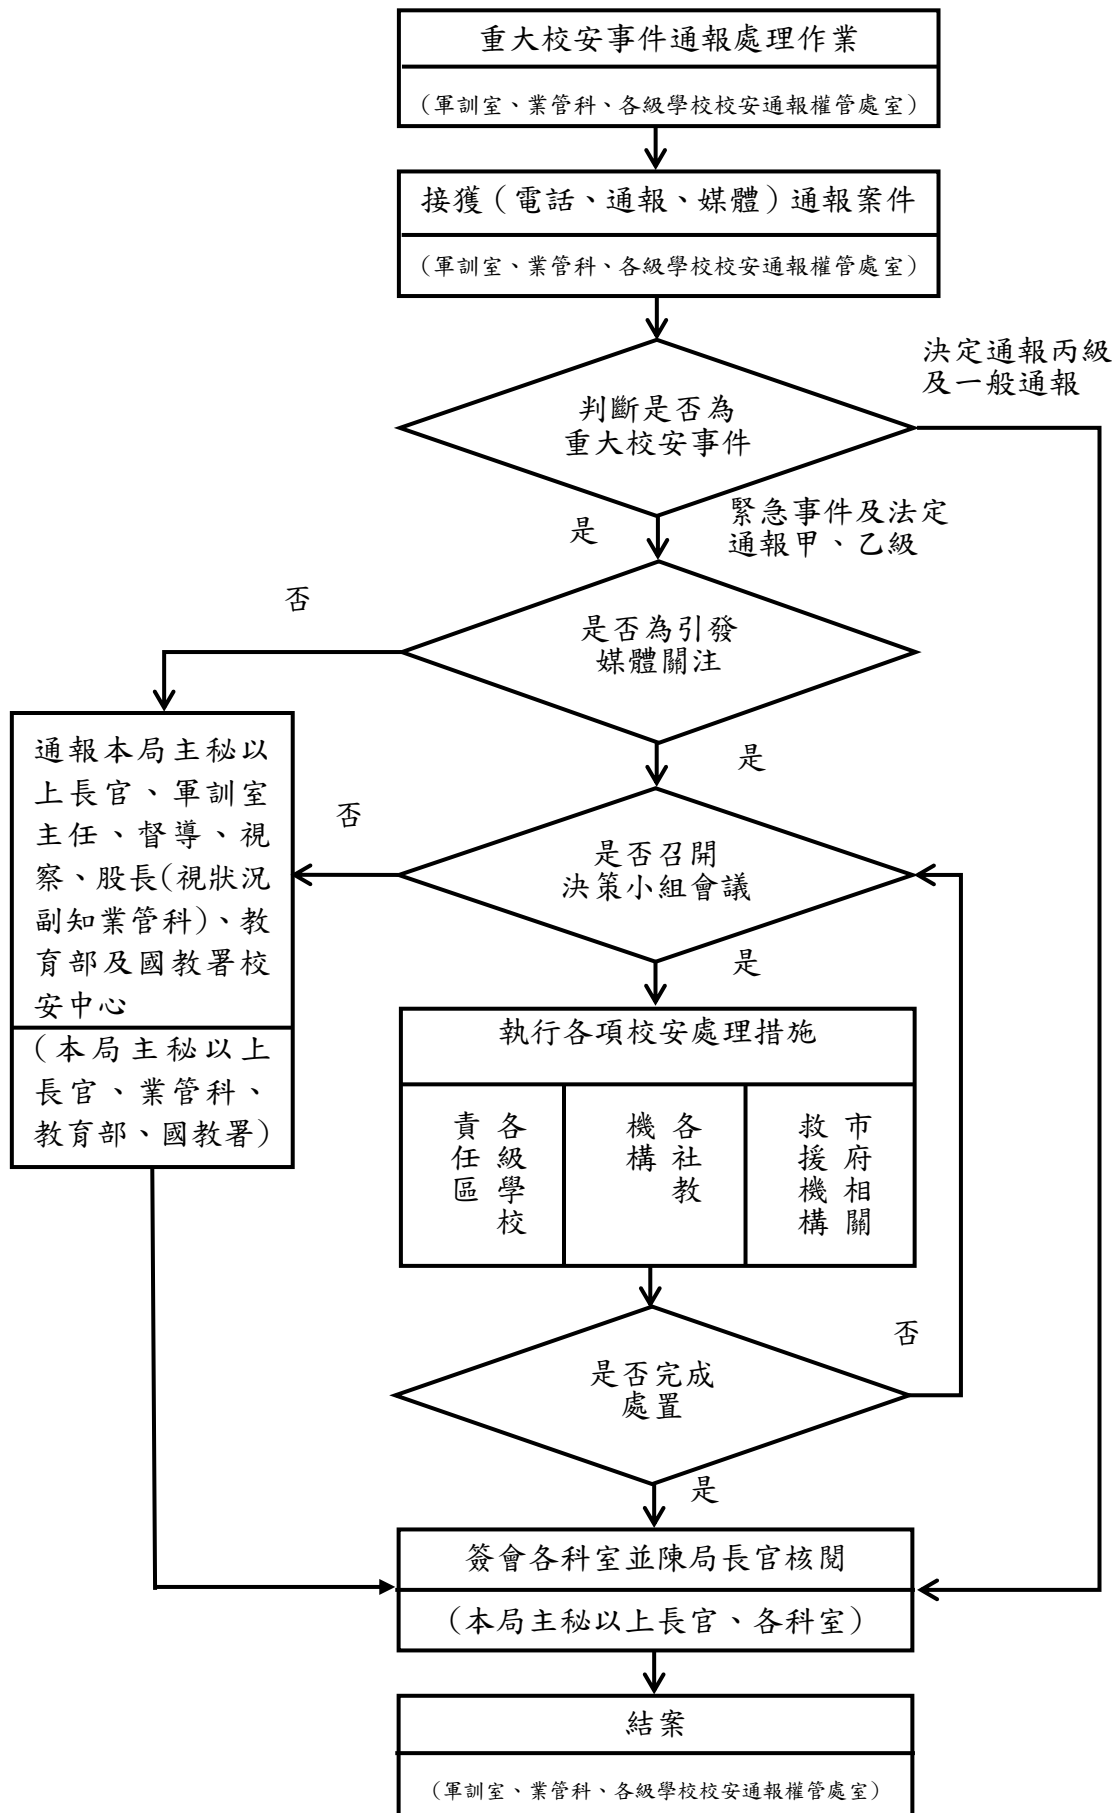 重大校安事件通報處理作業
（軍訓室、業管科、各級學校校安通報權管處室）
接獲（電話、通報、媒體）通報案件
（軍訓室、業管科、各級學校校安通報權管處室）
決定通報丙級
及一般通報
判斷是否為
重大校安事件
是
緊急事件及法定
通報甲、乙級
否
是否為引發
媒體關注
是
通報本局主秘以
上長官、軍訓室
主任、督導、視
察、股長(視狀況
副知業管科)、教
育部及國教署校
安中心
（本局主秘以上
長官、業管科、
教育部、國教署）
否
是否召開
決策小組會議
是
執行各項校安處理措施
各級學校
責任區
各社教
機構
市府相關
救援機構
否
是否完成
處置
是
簽會各科室並陳局長官核閱
（本局主秘以上長官、各科室）
結案
（軍訓室、業管科、各級學校校安通報權管處室）